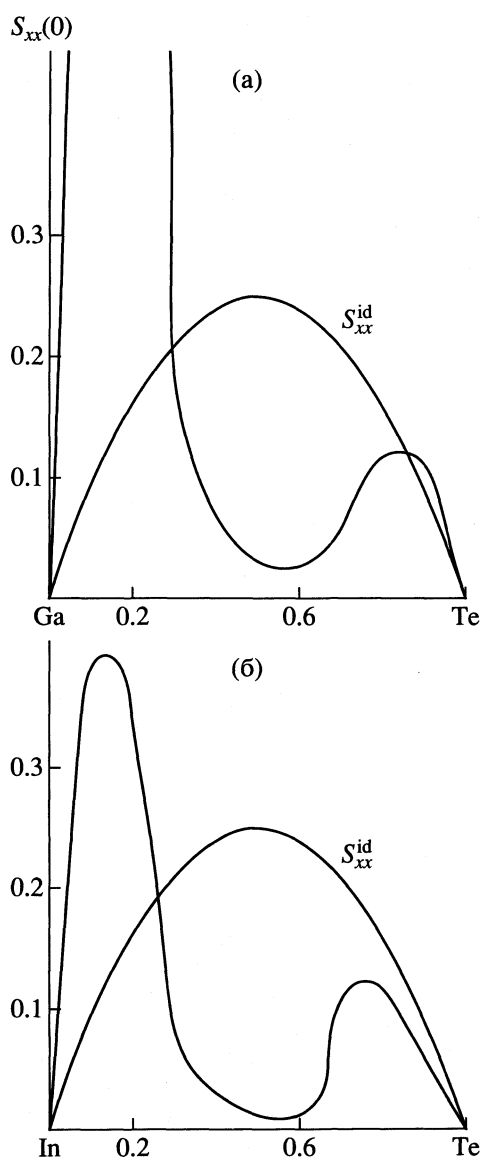 S_xx(0)
(а)
0.3
S_xx^id
0.2
0.1
Ga 0.2 0.6 Te
(б)
0.3
S_xx^id
0.2
0.1
In 0.2 0.6 Te